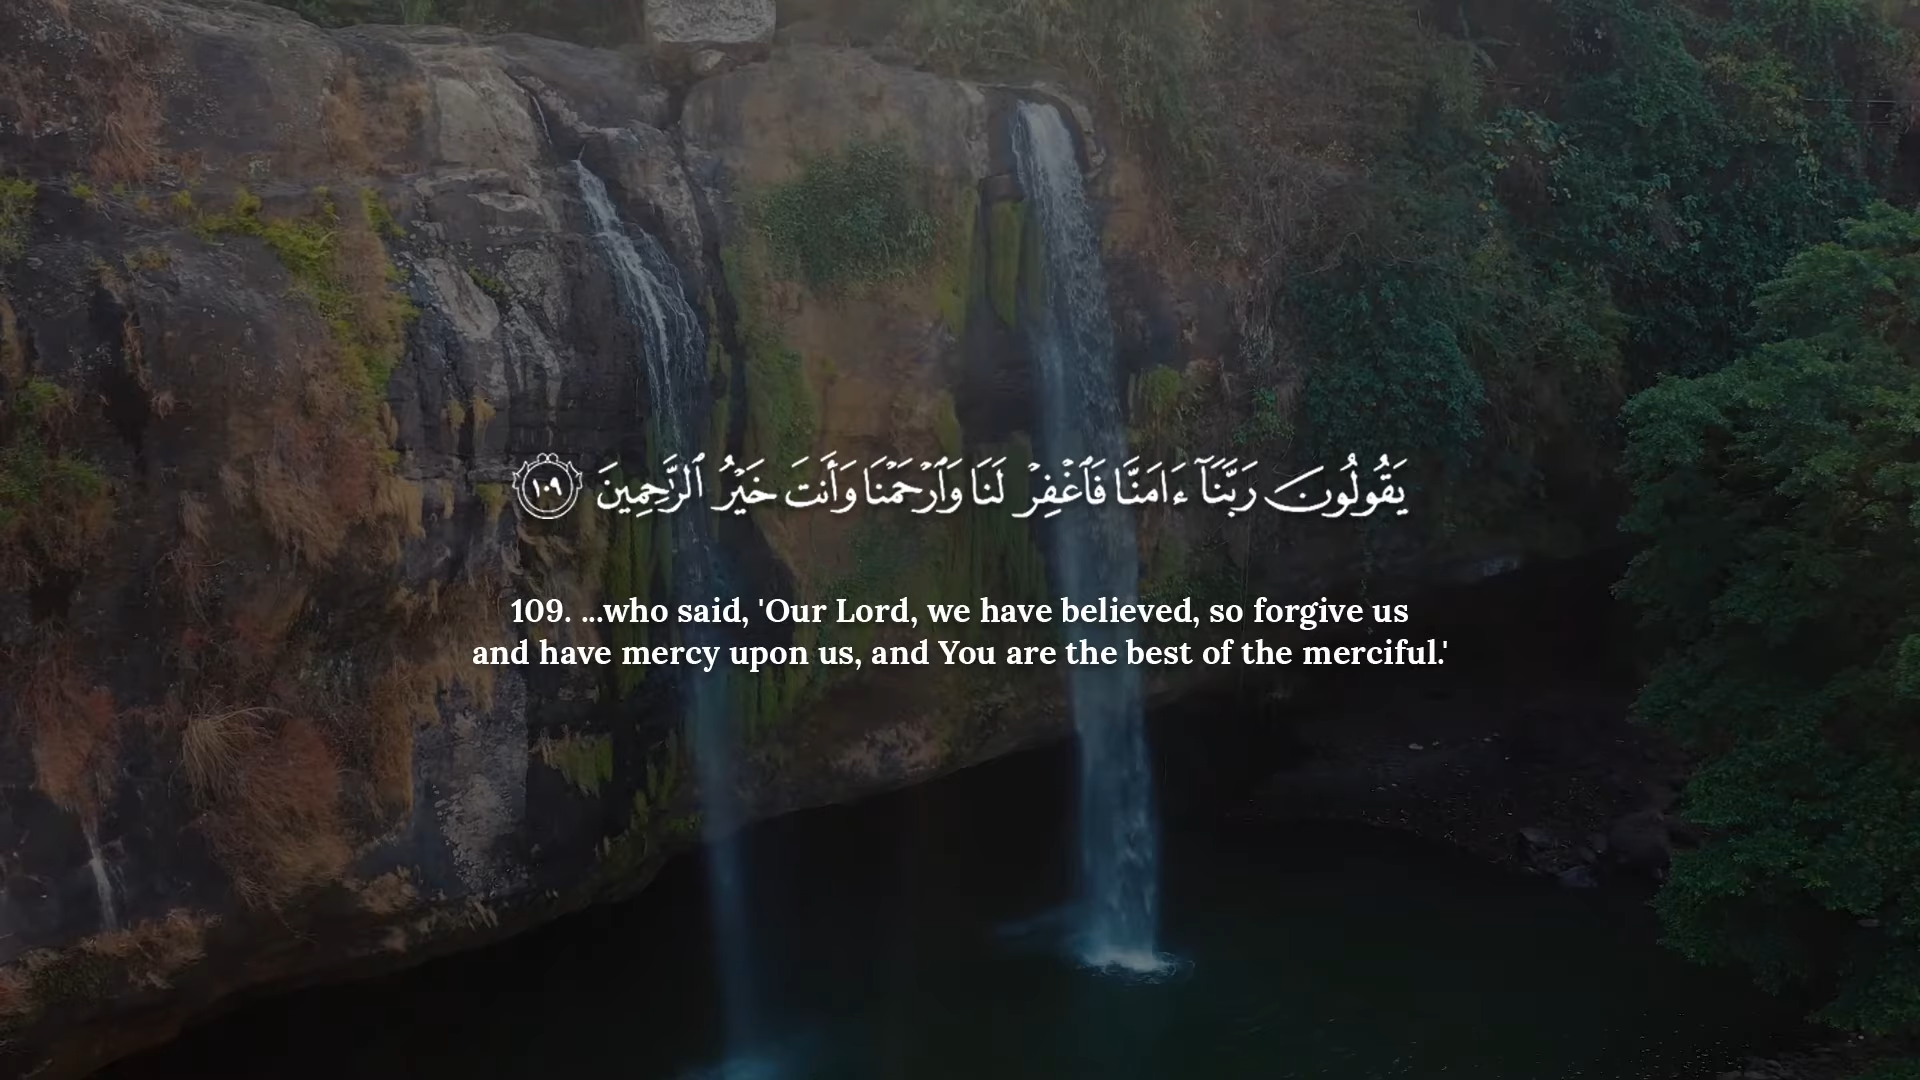 يَقُولُونَ رَبَّنَآ ءَامَنَّا فَٱغْفِرْ لَنَا وَٱرْحَمْنَا وَأَنتَ خَيْرُ ٱلرَّٰحِمِينَ ١٠٩
109. ...who said, 'Our Lord, we have believed, so forgive us
and have mercy upon us, and You are the best of the merciful.'